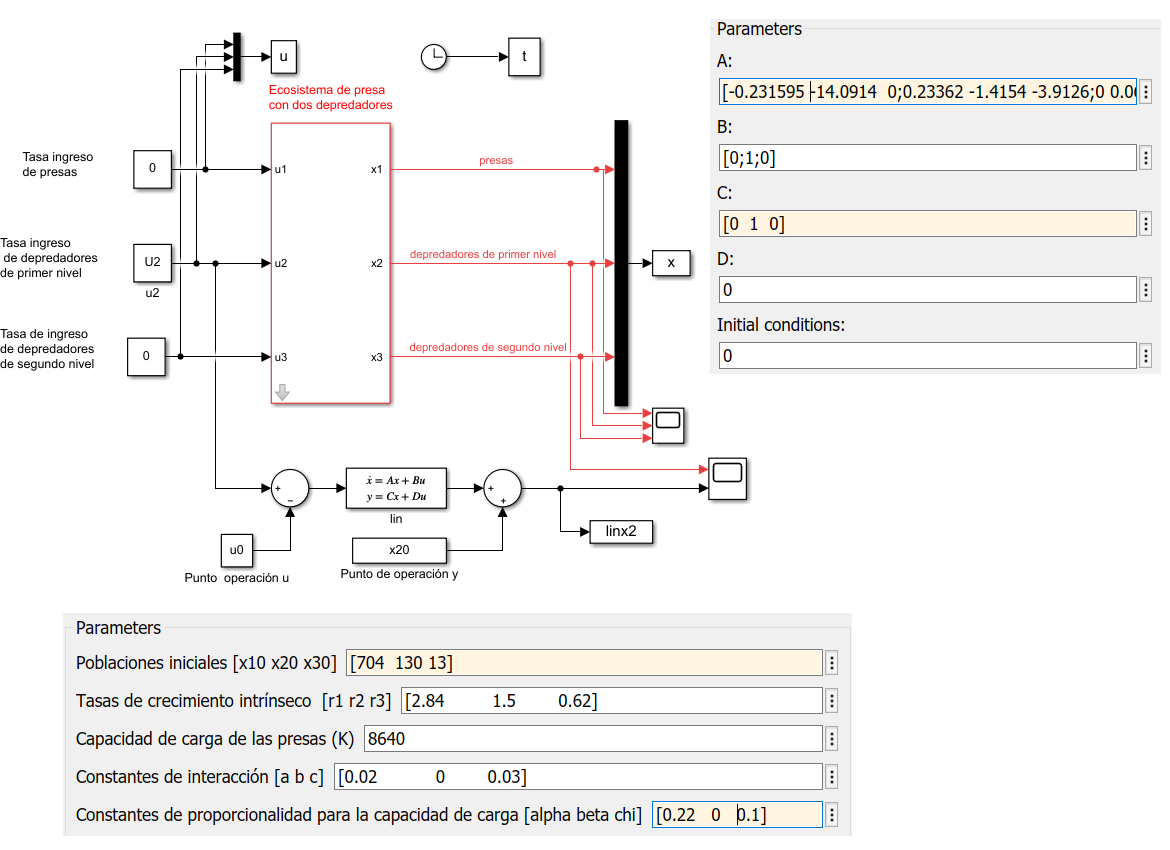 u
t
Ecosistema de presa
con dos depredadores
Tasa ingreso
de presas
0
u1
x1
presas
Tasa ingreso
de depredadores
de primer nivel
U2
u2
u2
x2
depredadores de primer nivel
x
Tasa de ingreso
de depredadores
de segundo nivel
0
u3
x3
depredadores de segundo nivel
+
−
ẋ = Ax + Bu
y = Cx + Du
lin
+
+
linx2
u0
Punto operación u
x20
Punto de operación y
Parameters
A:
[-0.231595 -14.0914 0;0.23362 -1.4154 -3.9126;0 0.0
B:
[0;1;0]
C:
[0 1 0]
D:
0
Initial conditions:
0
Parameters
Poblaciones iniciales [x10 x20 x30] [704 130 13]
Tasas de crecimiento intrínseco [r1 r2 r3] [2.84 1.5 0.62]
Capacidad de carga de las presas (K) 8640
Constantes de interacción [a b c] [0.02 0 0.03]
Constantes de proporcionalidad para la capacidad de carga [alpha beta chi] [0.22 0 0.1]